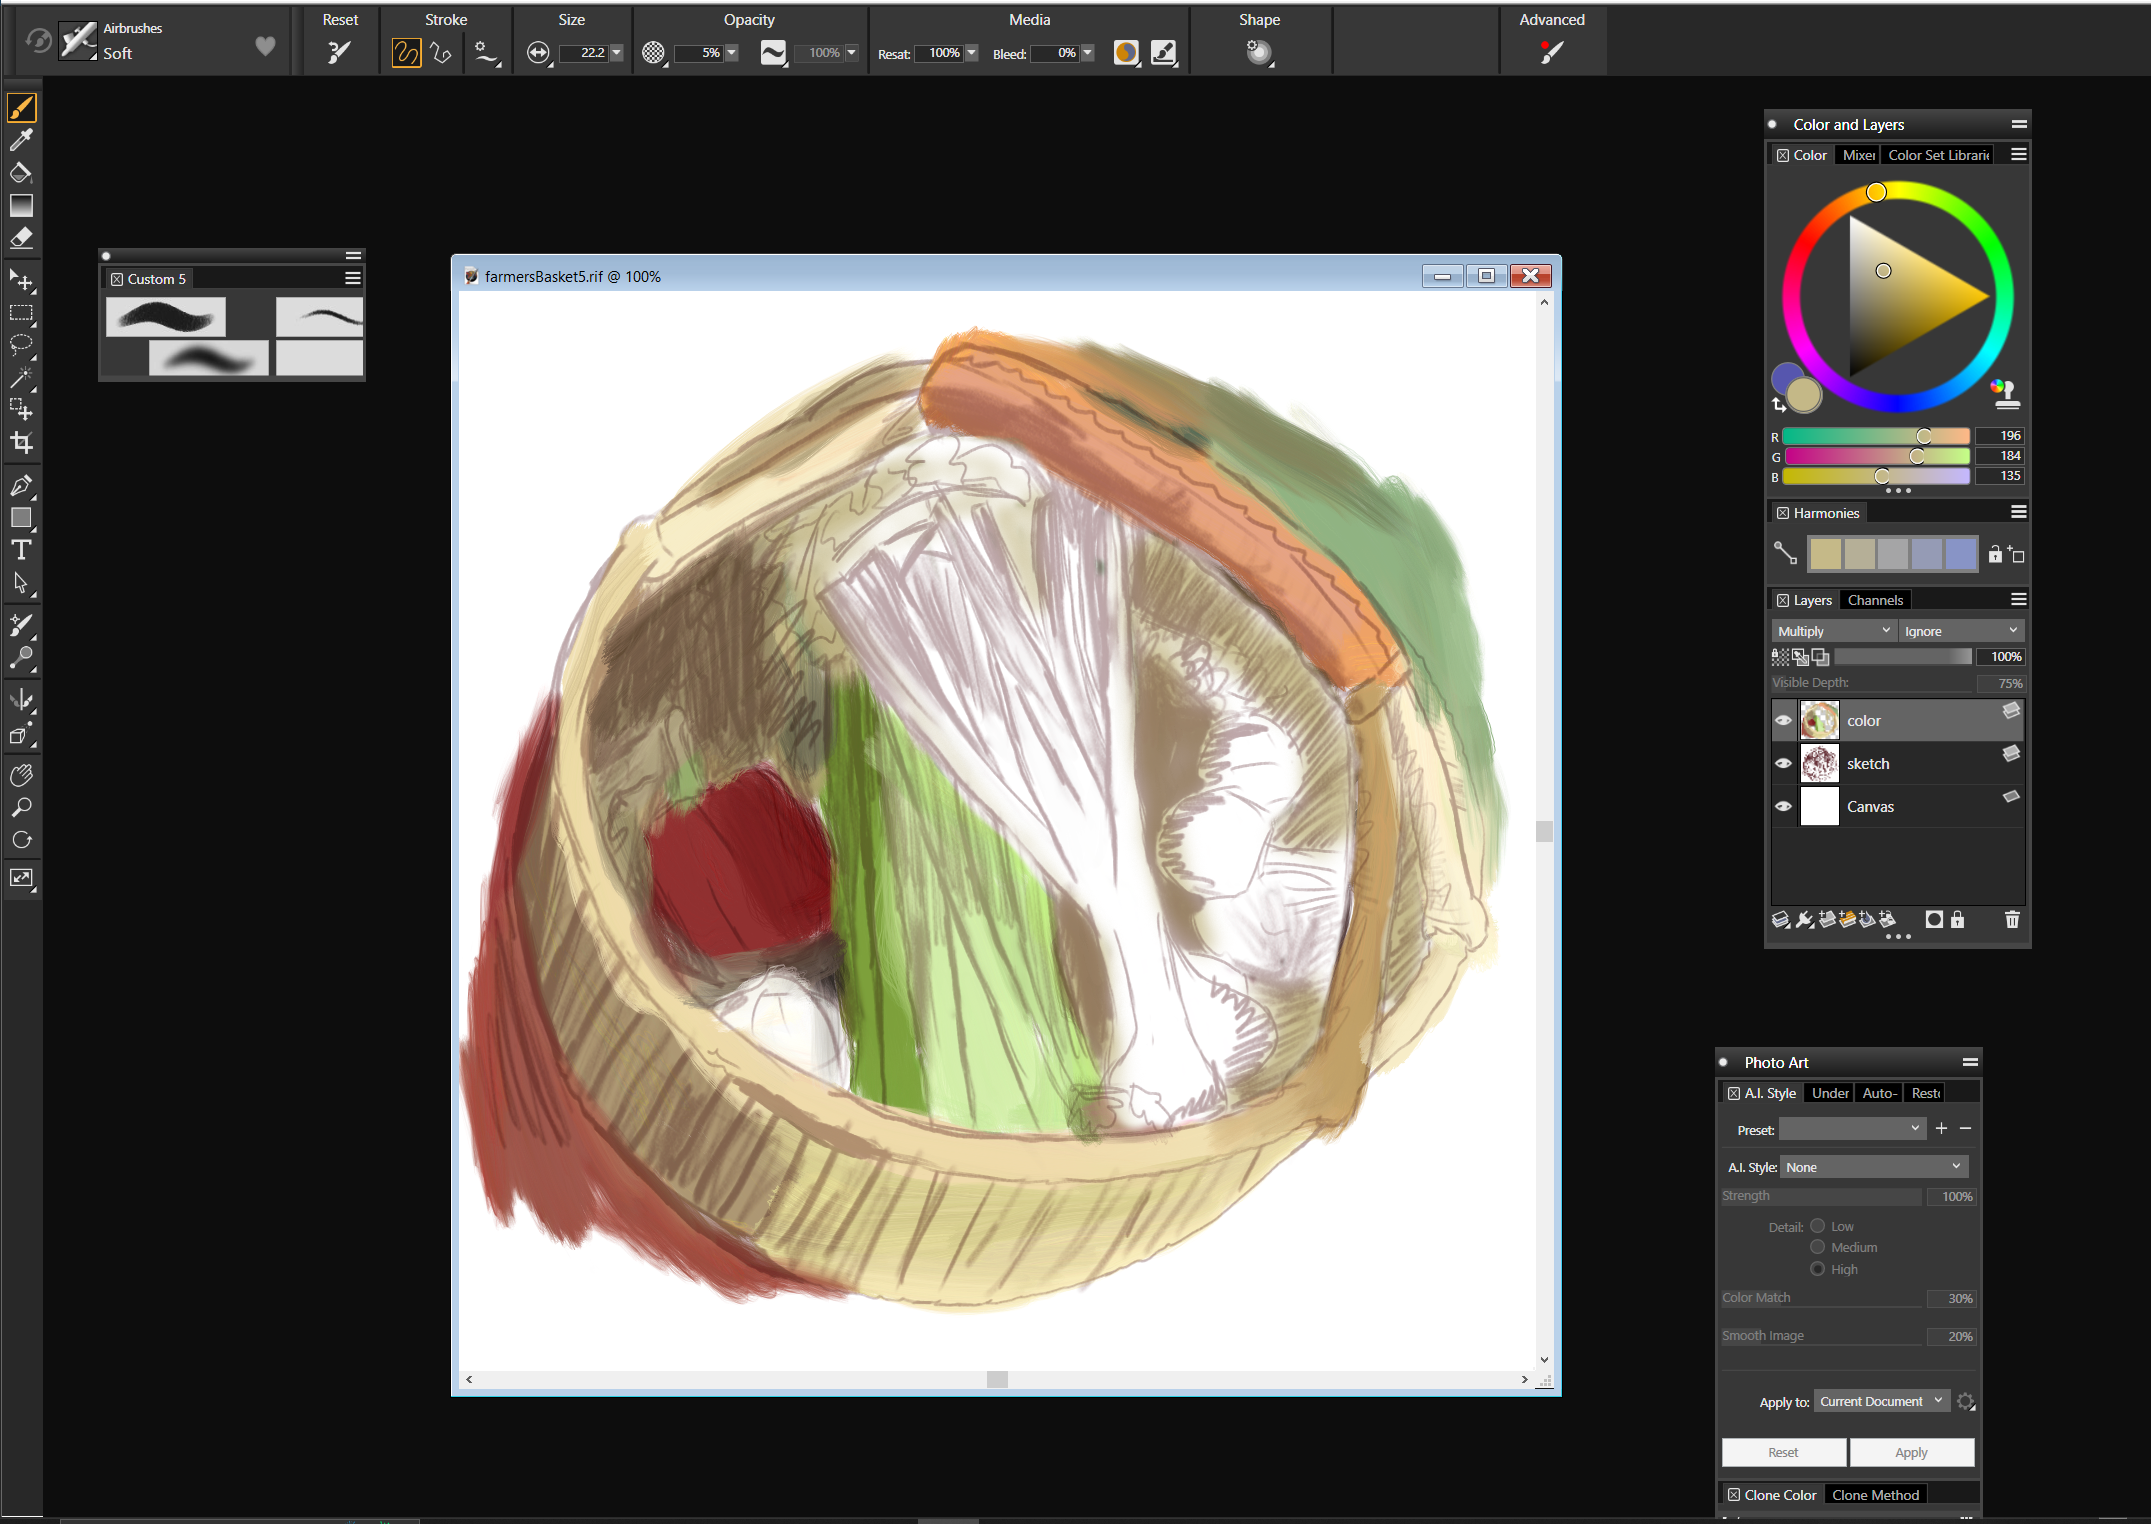 Airbrushes
Soft
Reset
Stroke
Size
22.2
Opacity
5%
100%
Media
Resat: 100%
Bleed: 0%
Shape
Advanced
Custom 5
farmersBasket5.rif @ 100%
Color and Layers
Color
Mixer
Color Set Librarie
R 196
G 184
B 135
Harmonies
Layers
Channels
Multiply
Ignore
100%
Visible Depth: 75%
color
sketch
Canvas
Photo Art
A.I. Style
Under
Auto-
Resto
Preset:
A.I. Style: None
Strength 100%
Detail: Low
Medium
High
Color Match 30%
Smooth Image 20%
Apply to: Current Document
Reset
Apply
Clone Color
Clone Method